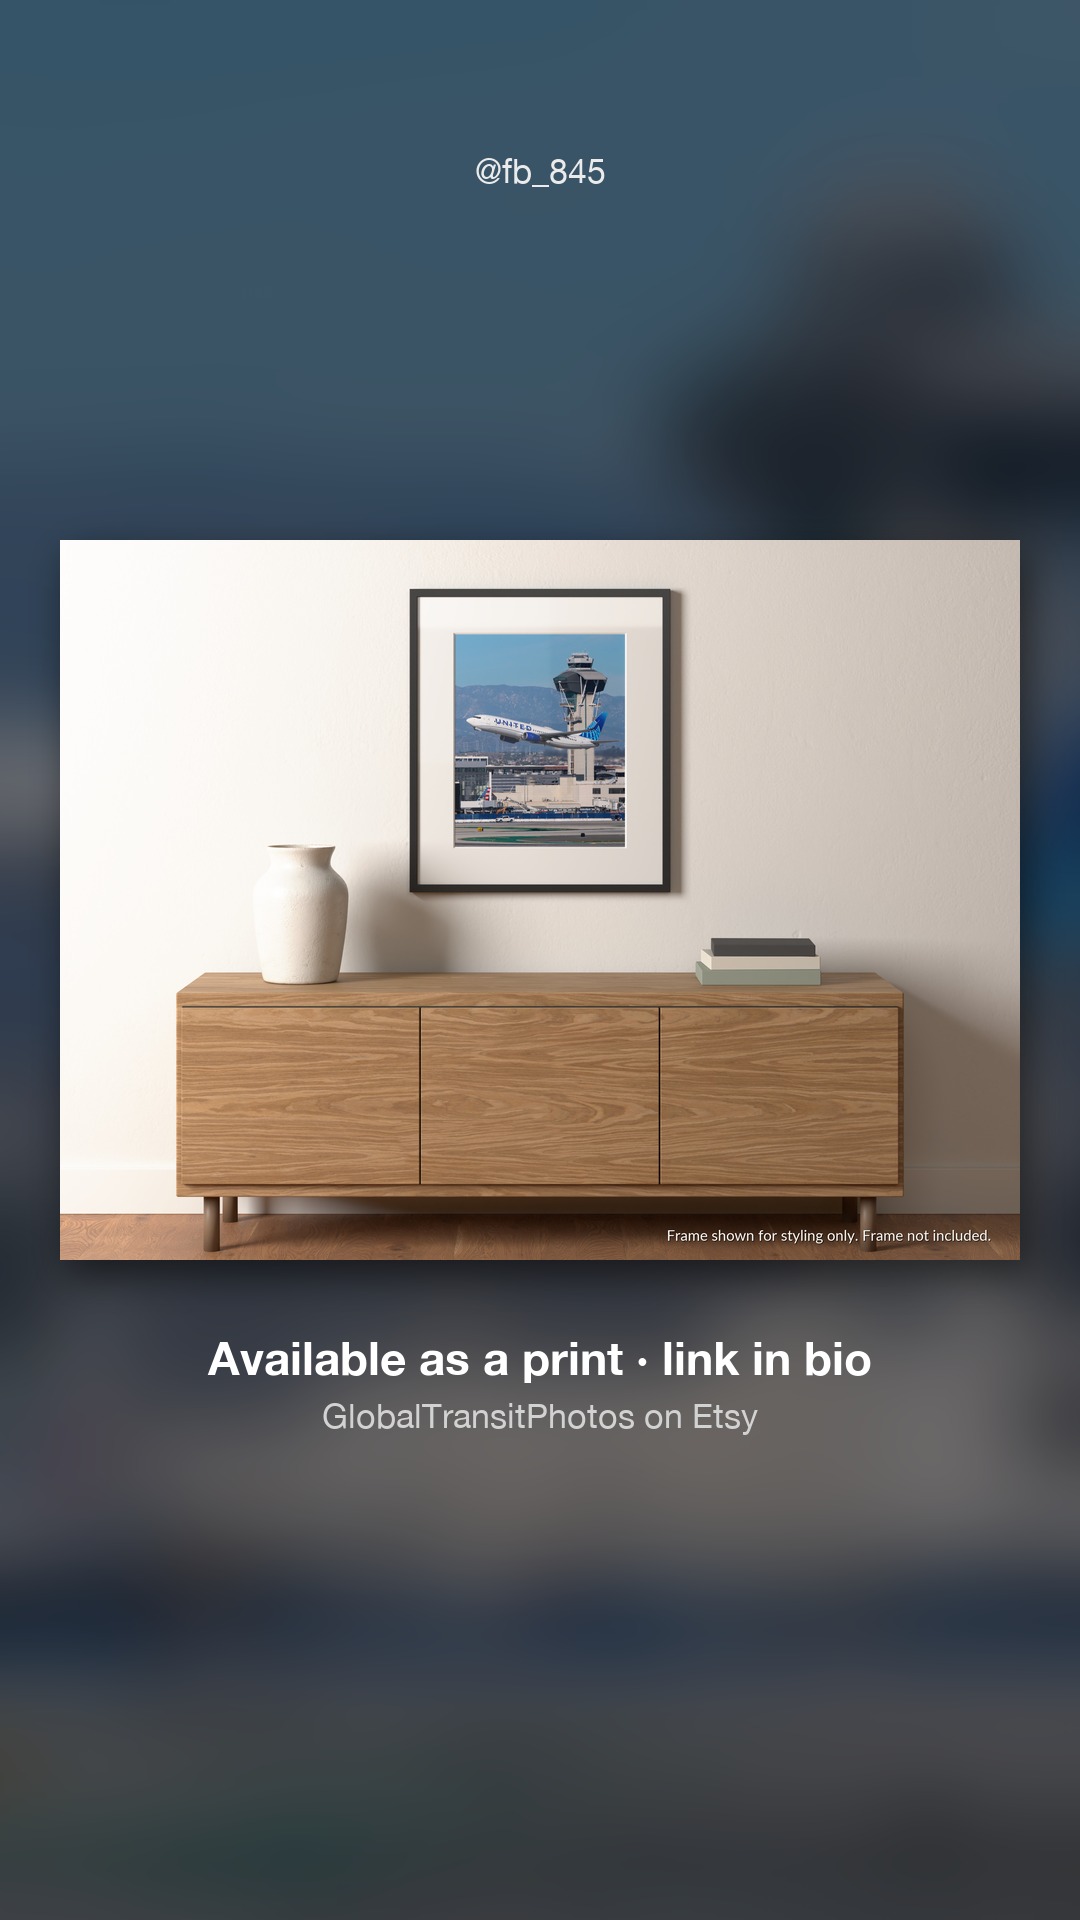 @fb_845
UNITED
Frame shown for styling only. Frame not included.
Available as a print · link in bio
GlobalTransitPhotos on Etsy